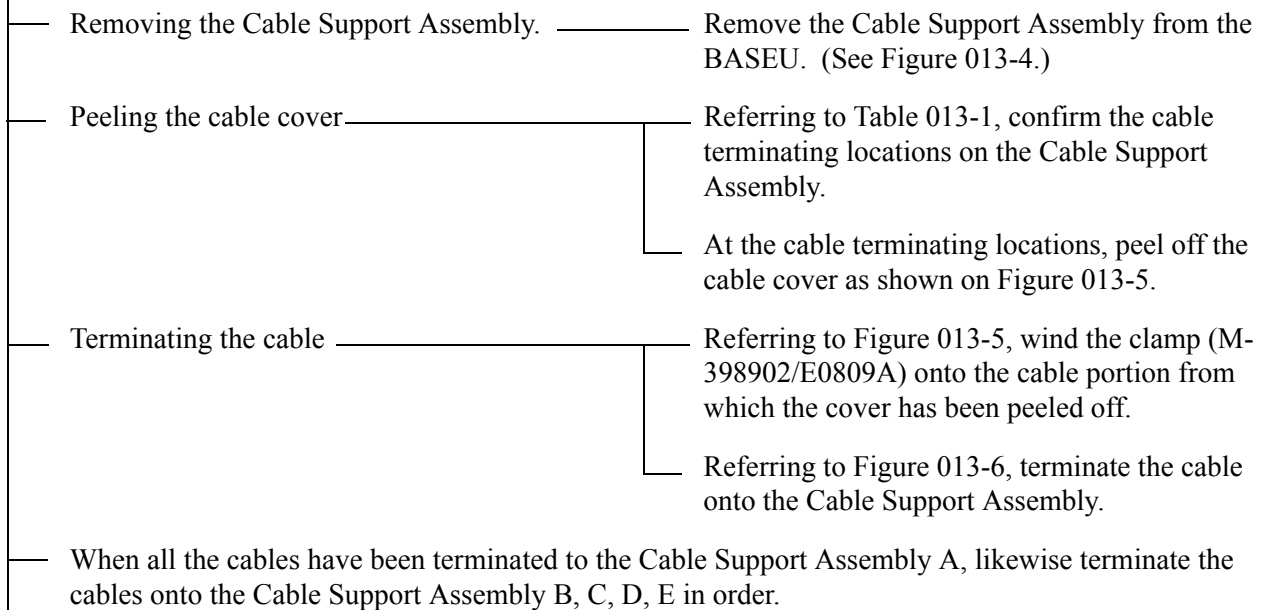 Removing the Cable Support Assembly.
Remove the Cable Support Assembly from the
BASEU. (See Figure 013-4.)
Peeling the cable cover
Referring to Table 013-1, confirm the cable
terminating locations on the Cable Support
Assembly.
At the cable terminating locations, peel off the
cable cover as shown on Figure 013-5.
Terminating the cable
Referring to Figure 013-5, wind the clamp (M-
398902/E0809A) onto the cable portion from
which the cover has been peeled off.
Referring to Figure 013-6, terminate the cable
onto the Cable Support Assembly.
When all the cables have been terminated to the Cable Support Assembly A, likewise terminate the
cables onto the Cable Support Assembly B, C, D, E in order.